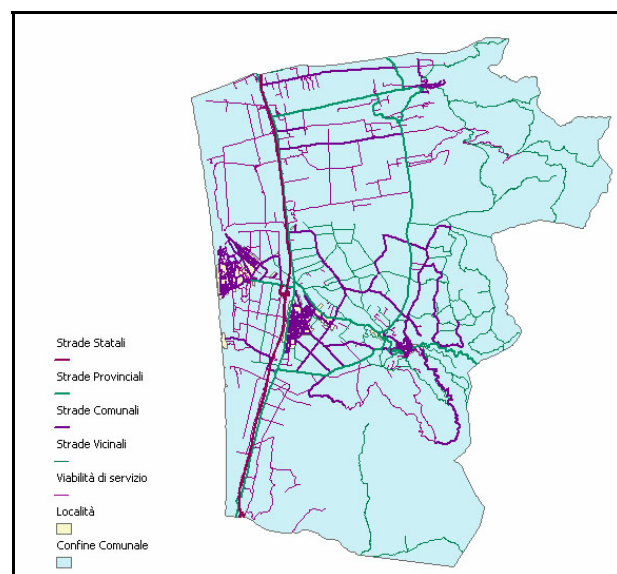 Strade Statali
Strade Provinciali
Strade Comunali
Strade Vicinali
Viabilità di servizio
Località
Confine Comunale